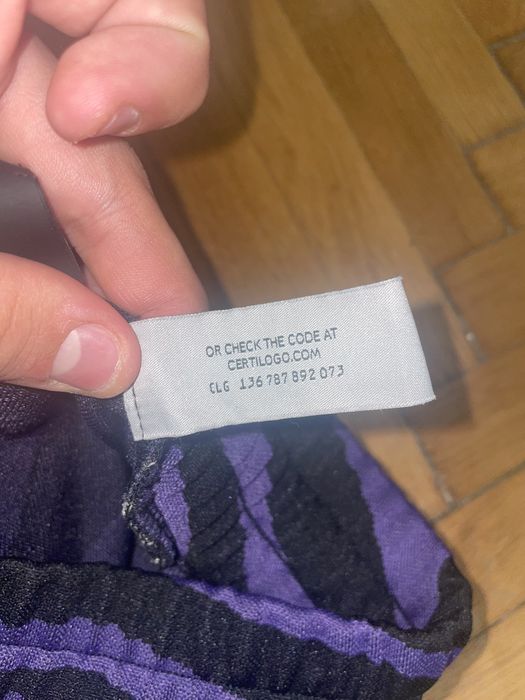 OR CHECK THE CODE AT
CERTILOGO.COM
CLG 136 787 892 073